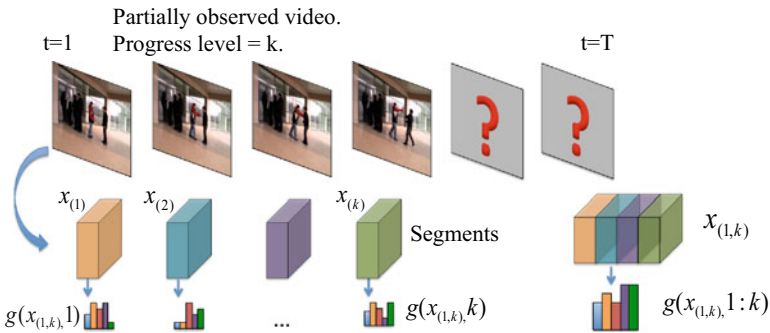 Partially observed video.
Progress level = k.
t=1
t=T
? ?
x(1) x(2) x(k)
Segments
x(1,k)
g(x(1,k),1) ... g(x(1,k),k)
g(x(1,k),1:k)